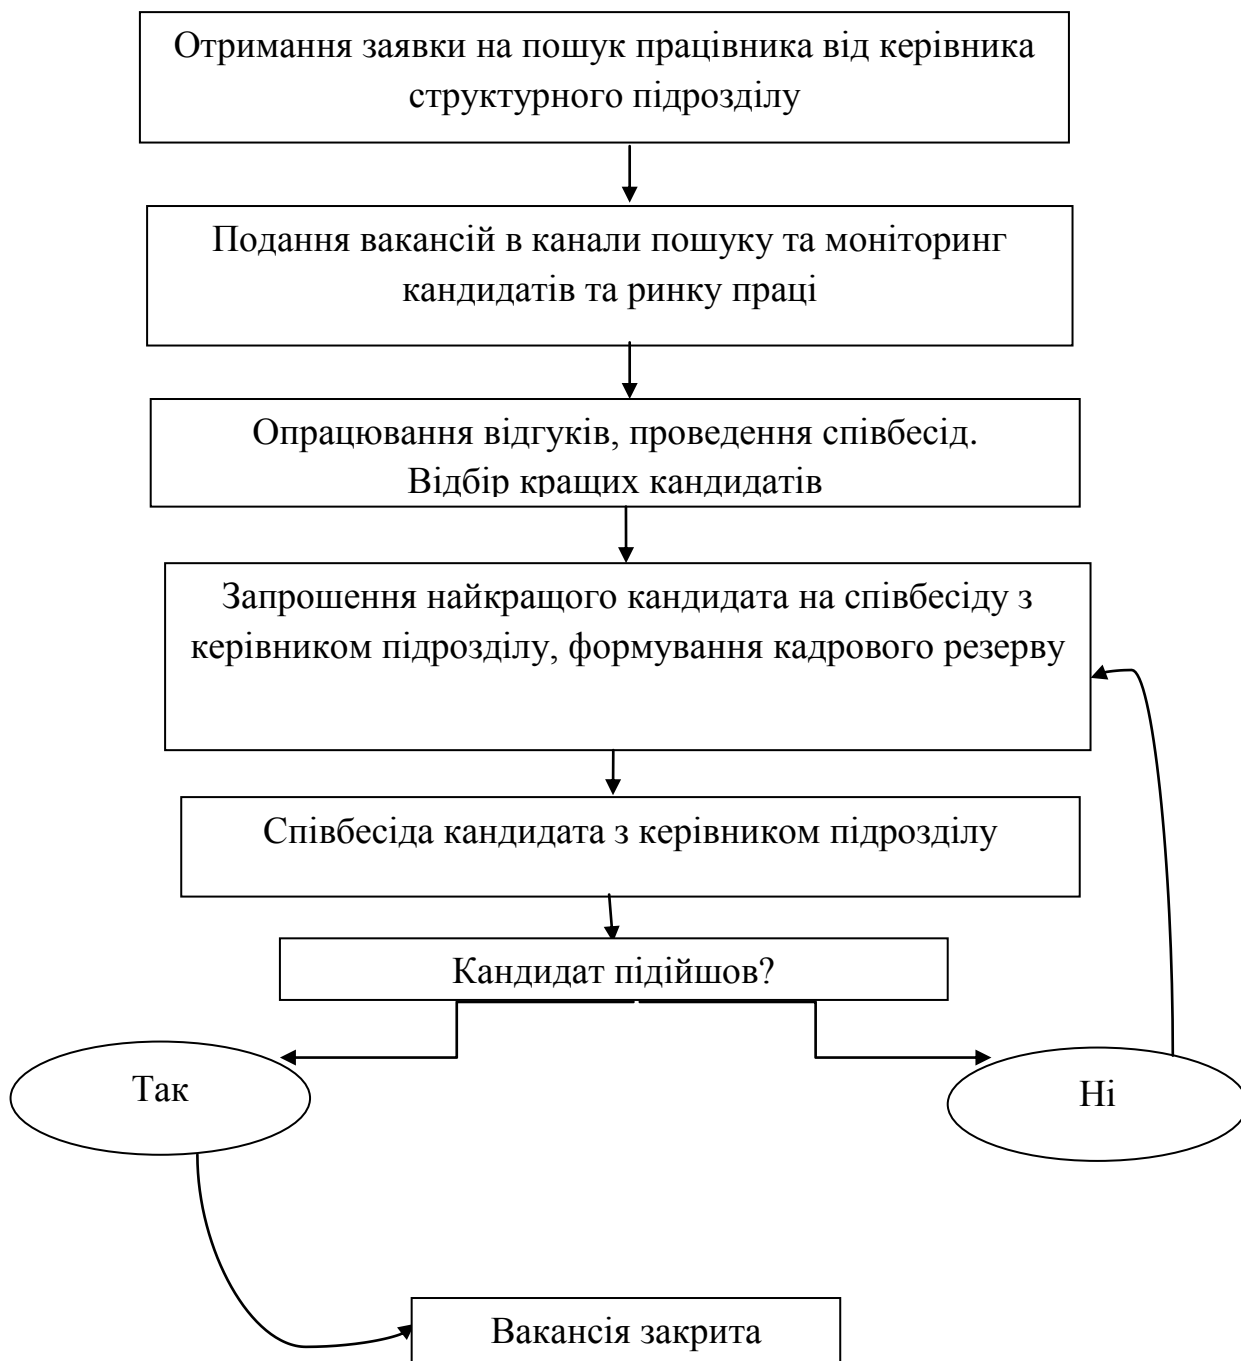 Отримання заявки на пошук працівника від керівника
структурного підрозділу
Подання вакансій в канали пошуку та моніторинг
кандидатів та ринку праці
Опрацювання відгуків, проведення співбесід.
Відбір кращих кандидатів
Запрошення найкращого кандидата на співбесіду з
керівником підрозділу, формування кадрового резерву
Співбесіда кандидата з керівником підрозділу
Кандидат підійшов?
Так
Ні
Вакансія закрита